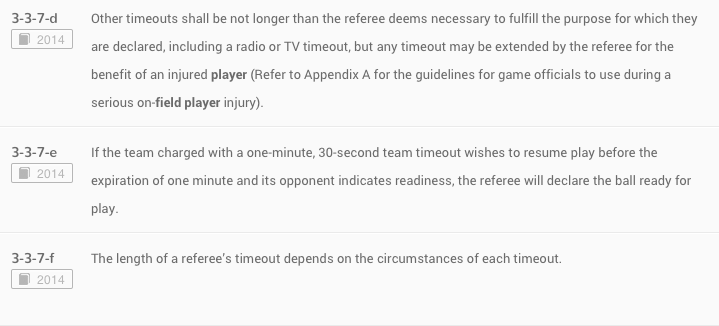 3-3-7-d
2014
Other timeouts shall be not longer than the referee deems necessary to fulfill the purpose for which they
are declared, including a radio or TV timeout, but any timeout may be extended by the referee for the
benefit of an injured player (Refer to Appendix A for the guidelines for game officials to use during a
serious on-field player injury).
3-3-7-e
2014
If the team charged with a one-minute, 30-second team timeout wishes to resume play before the
expiration of one minute and its opponent indicates readiness, the referee will declare the ball ready for
play.
3-3-7-f
2014
The length of a referee's timeout depends on the circumstances of each timeout.